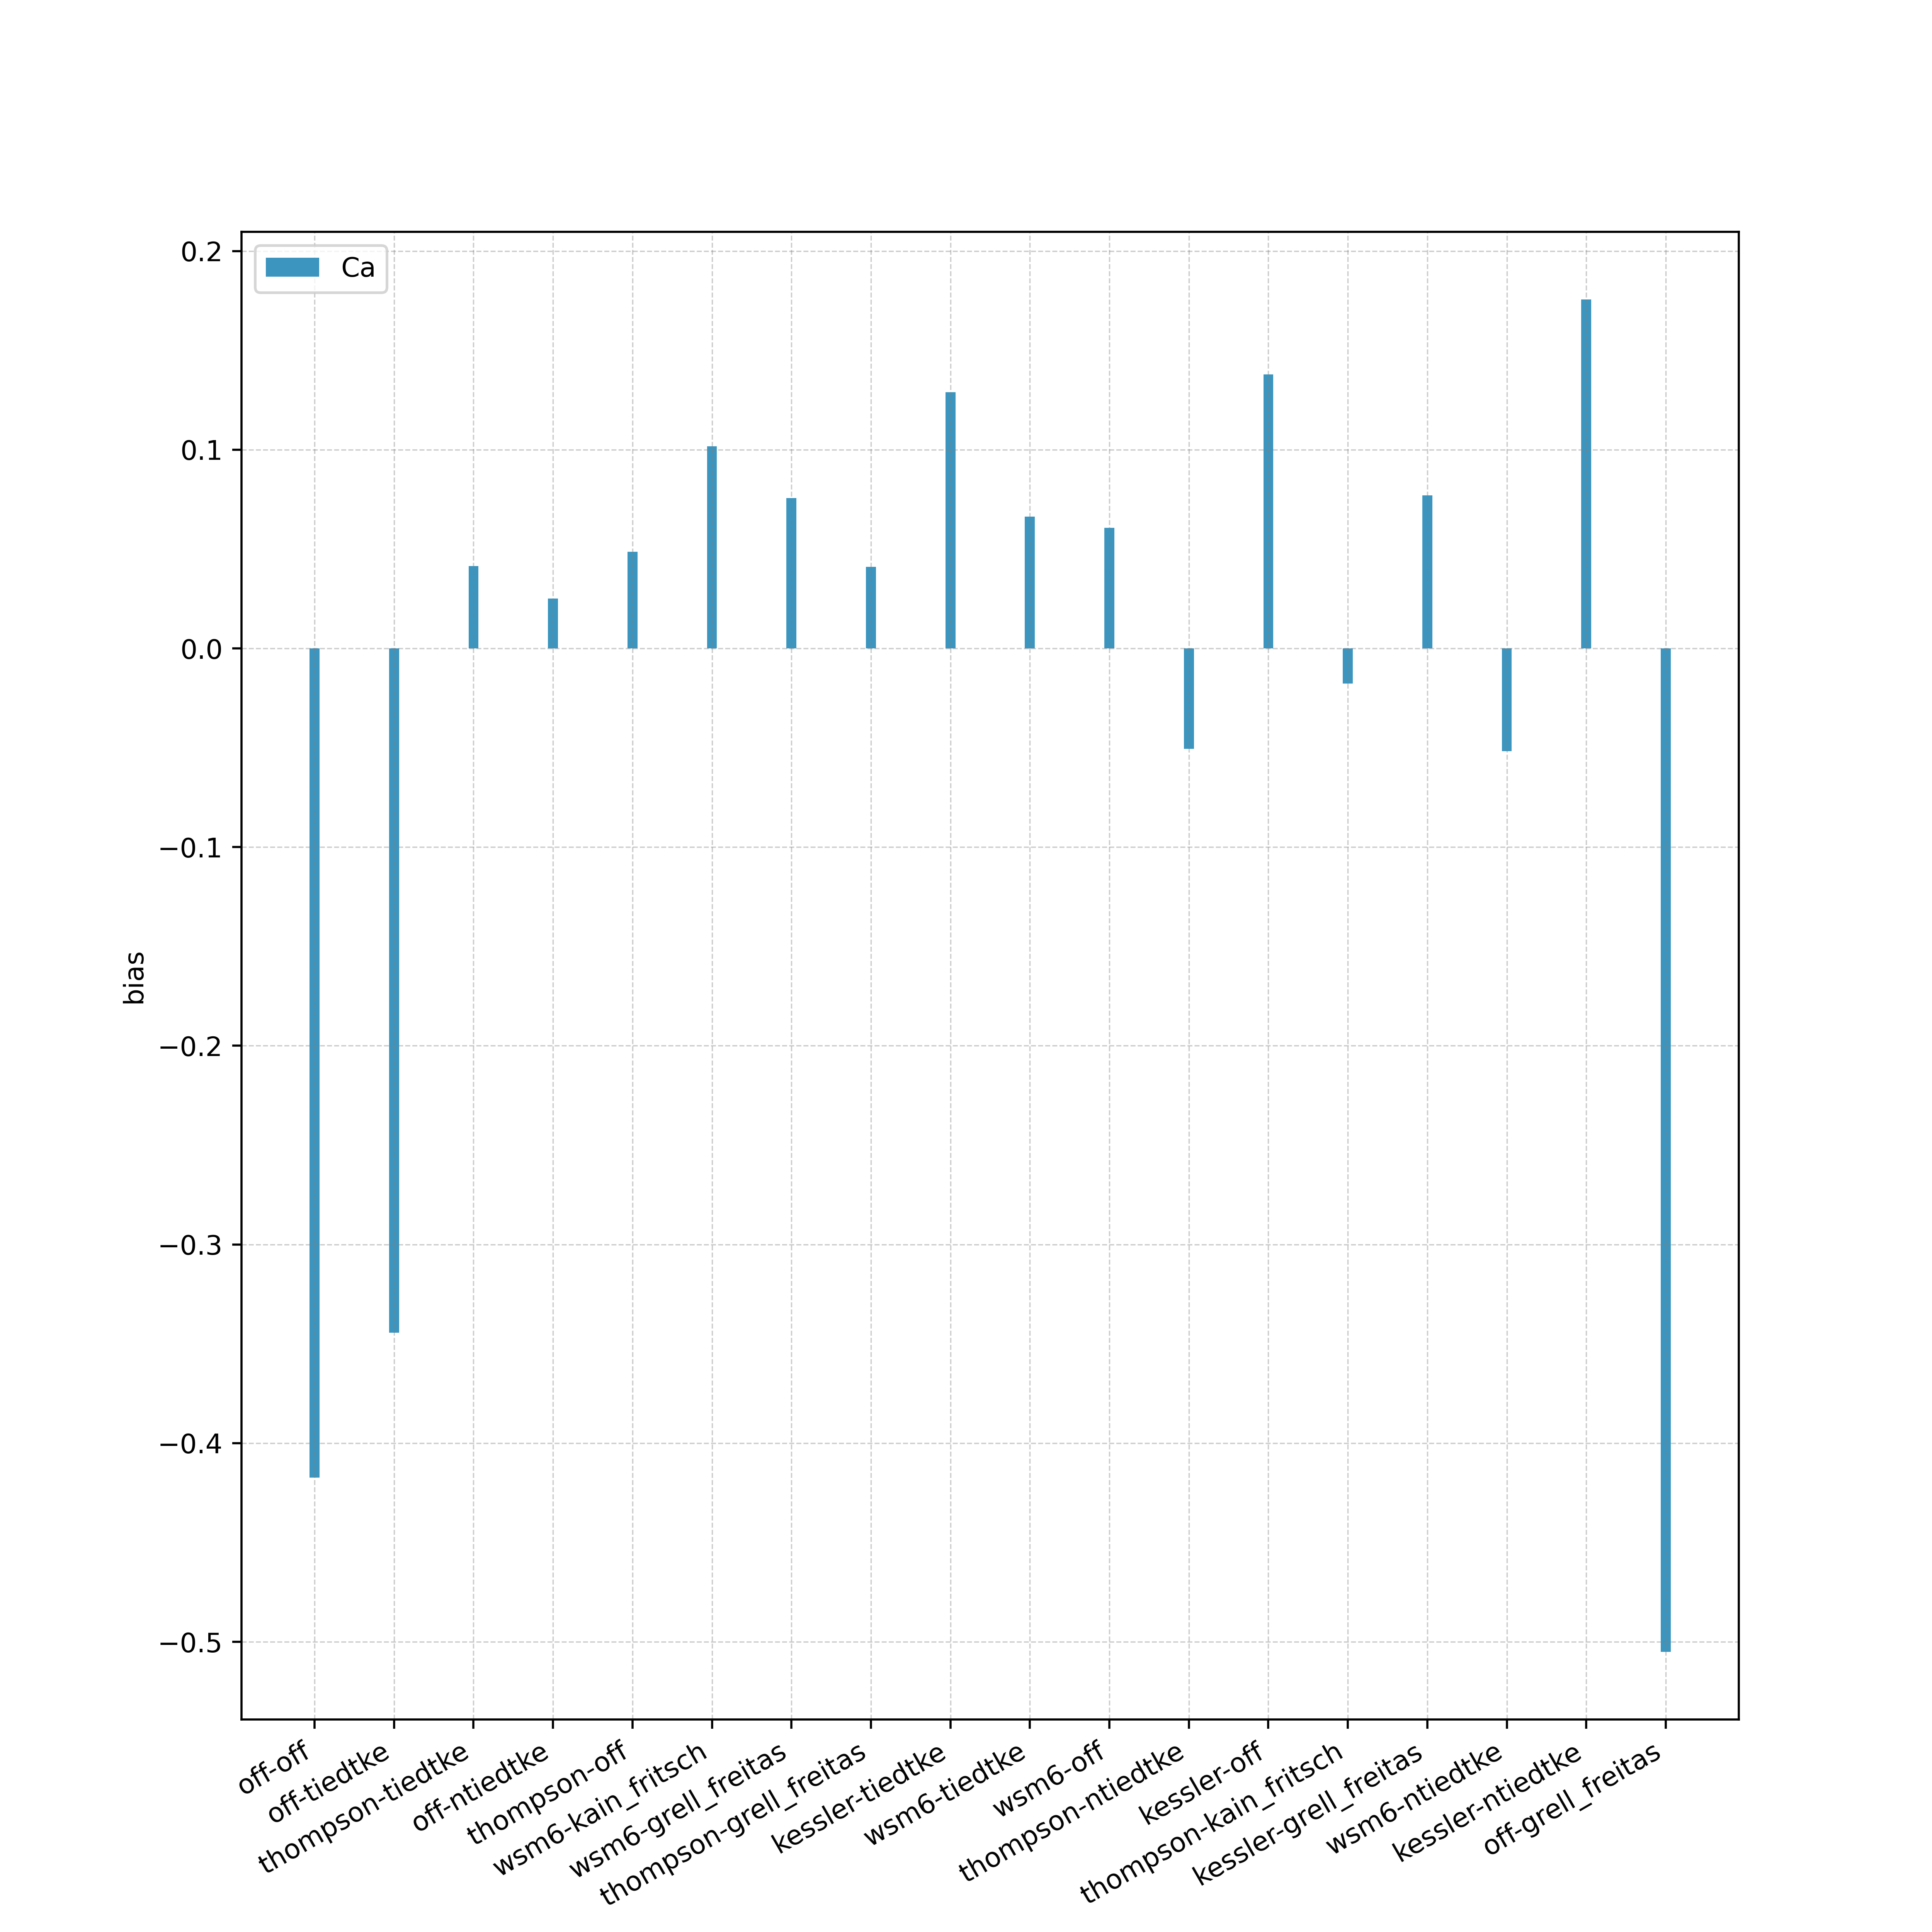 Ca
0.2
0.1
0.0
−0.1
−0.2
−0.3
−0.4
−0.5
bias
off-off
off-tiedtke
thompson-tiedtke
off-ntiedtke
thompson-off
wsm6-kain_fritsch
wsm6-grell_freitas
thompson-grell_freitas
kessler-tiedtke
wsm6-tiedtke
wsm6-off
thompson-ntiedtke
kessler-off
thompson-kain_fritsch
kessler-grell_freitas
wsm6-ntiedtke
kessler-ntiedtke
off-grell_freitas